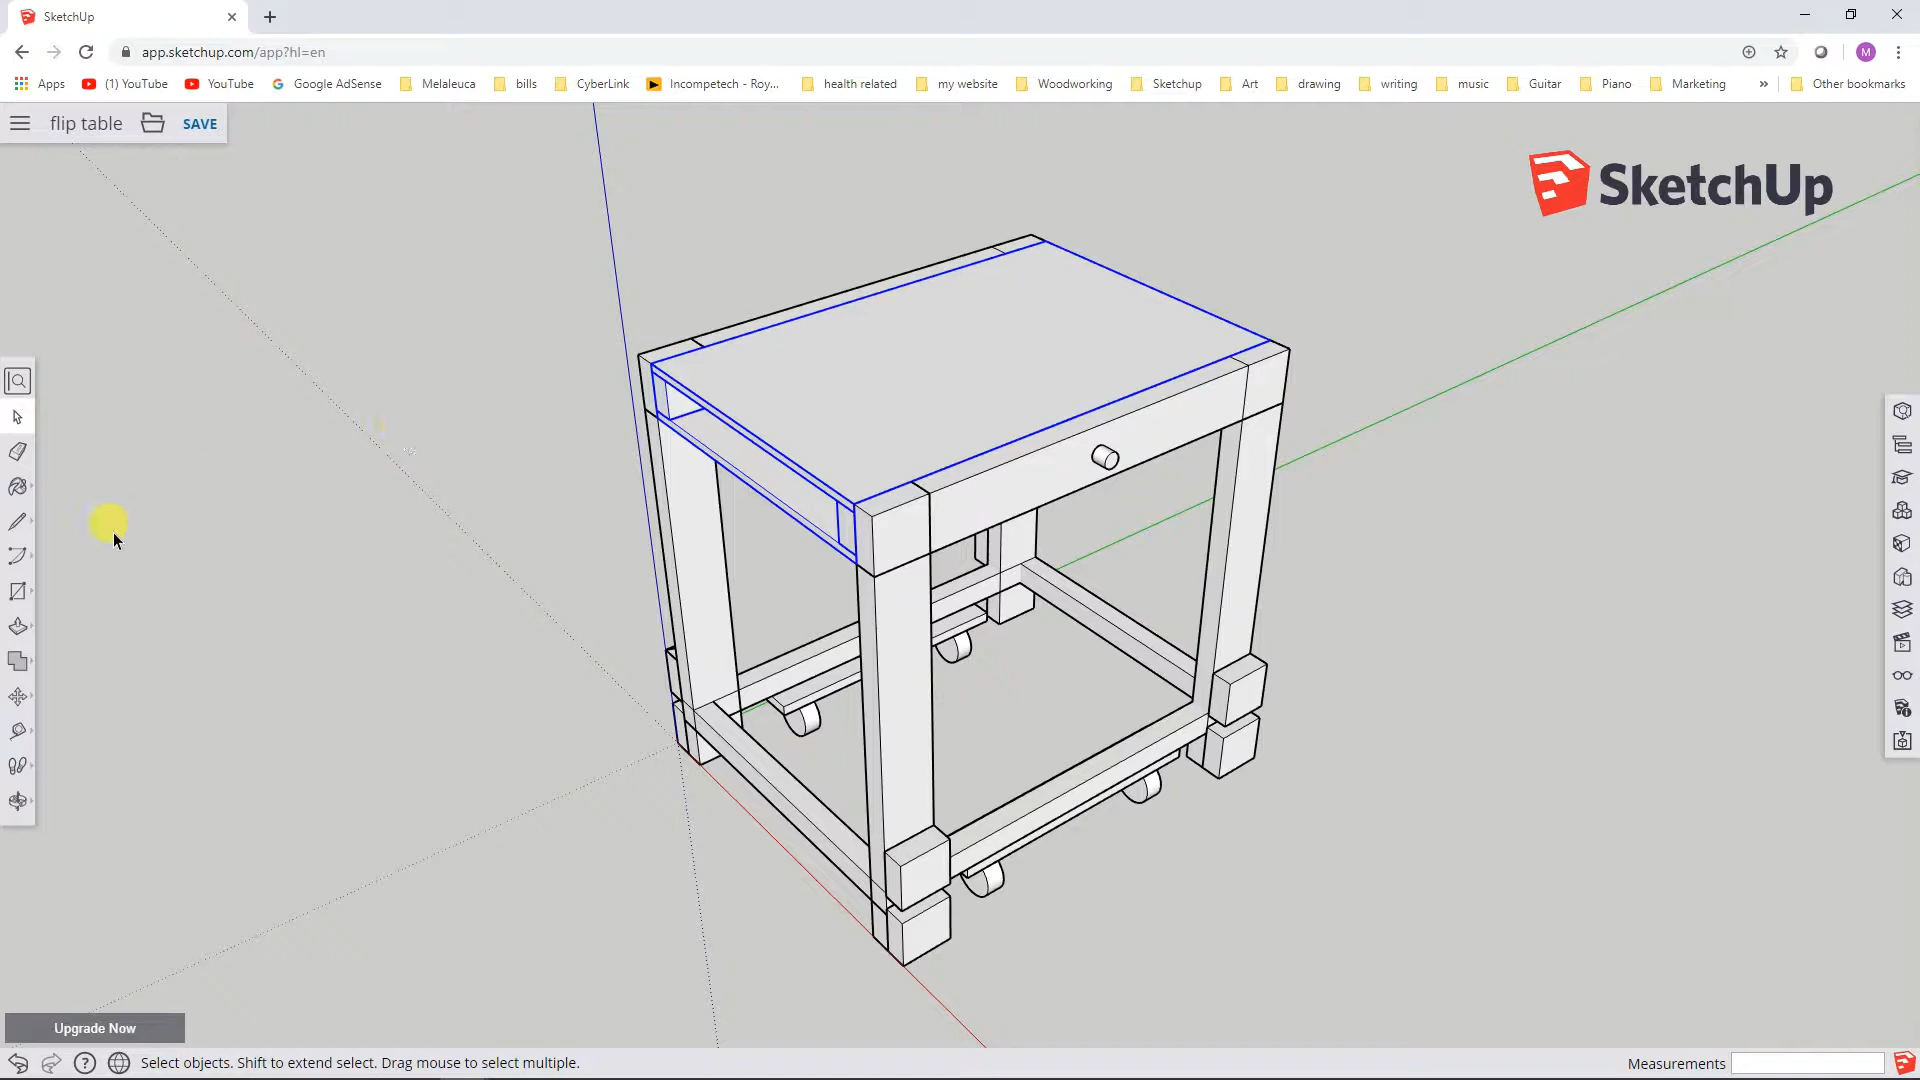 SketchUp
app.sketchup.com/app?hl=en
M
Apps
(1) YouTube
YouTube
Google AdSense
Melaleuca
bills
CyberLink
Incompetech - Roy...
health related
my website
Woodworking
Sketchup
Art
drawing
writing
music
Guitar
Piano
Marketing
»
Other bookmarks
flip table
SAVE
SketchUp
Upgrade Now
Select objects. Shift to extend select. Drag mouse to select multiple.
Measurements